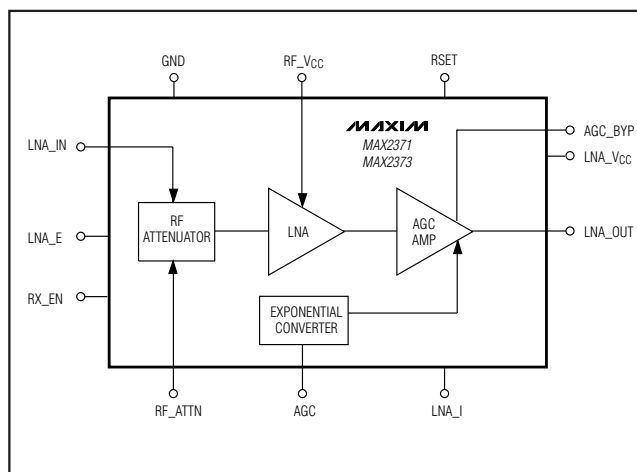 GND
RF_VCC
RSET
MAXIM
MAX2371
MAX2373
AGC_BYP
LNA_IN
LNA_VCC
RF
ATTENUATOR
LNA
AGC
AMP
LNA_E
LNA_OUT
RX_EN
EXPONENTIAL
CONVERTER
RF_ATTN
AGC
LNA_I